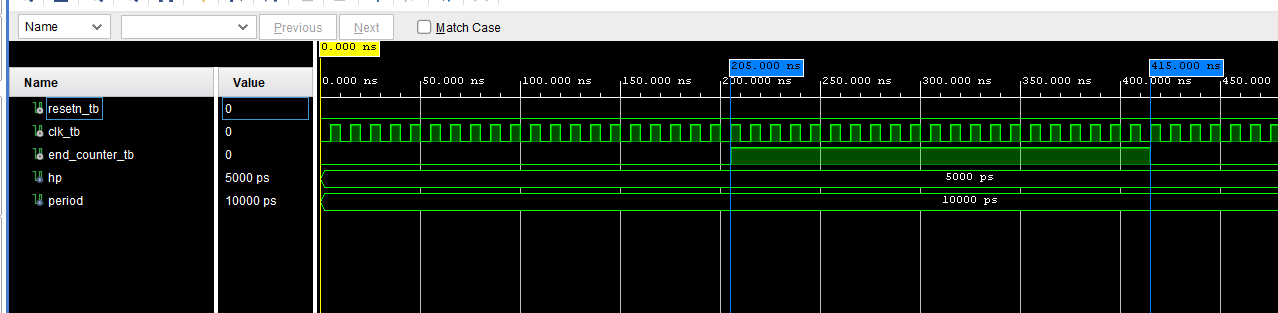 Name Previous Next Match Case
0.000 ns
205.000 ns 415.000 ns
Name Value 0.000 ns 50.000 ns 100.000 ns 150.000 ns 200.000 ns 250.000 ns 300.000 ns 350.000 ns 400.000 ns 450.000
resetn_tb 0
clk_tb 0
end_counter_tb 0
hp 5000 ps 5000 ps
period 10000 ps 10000 ps